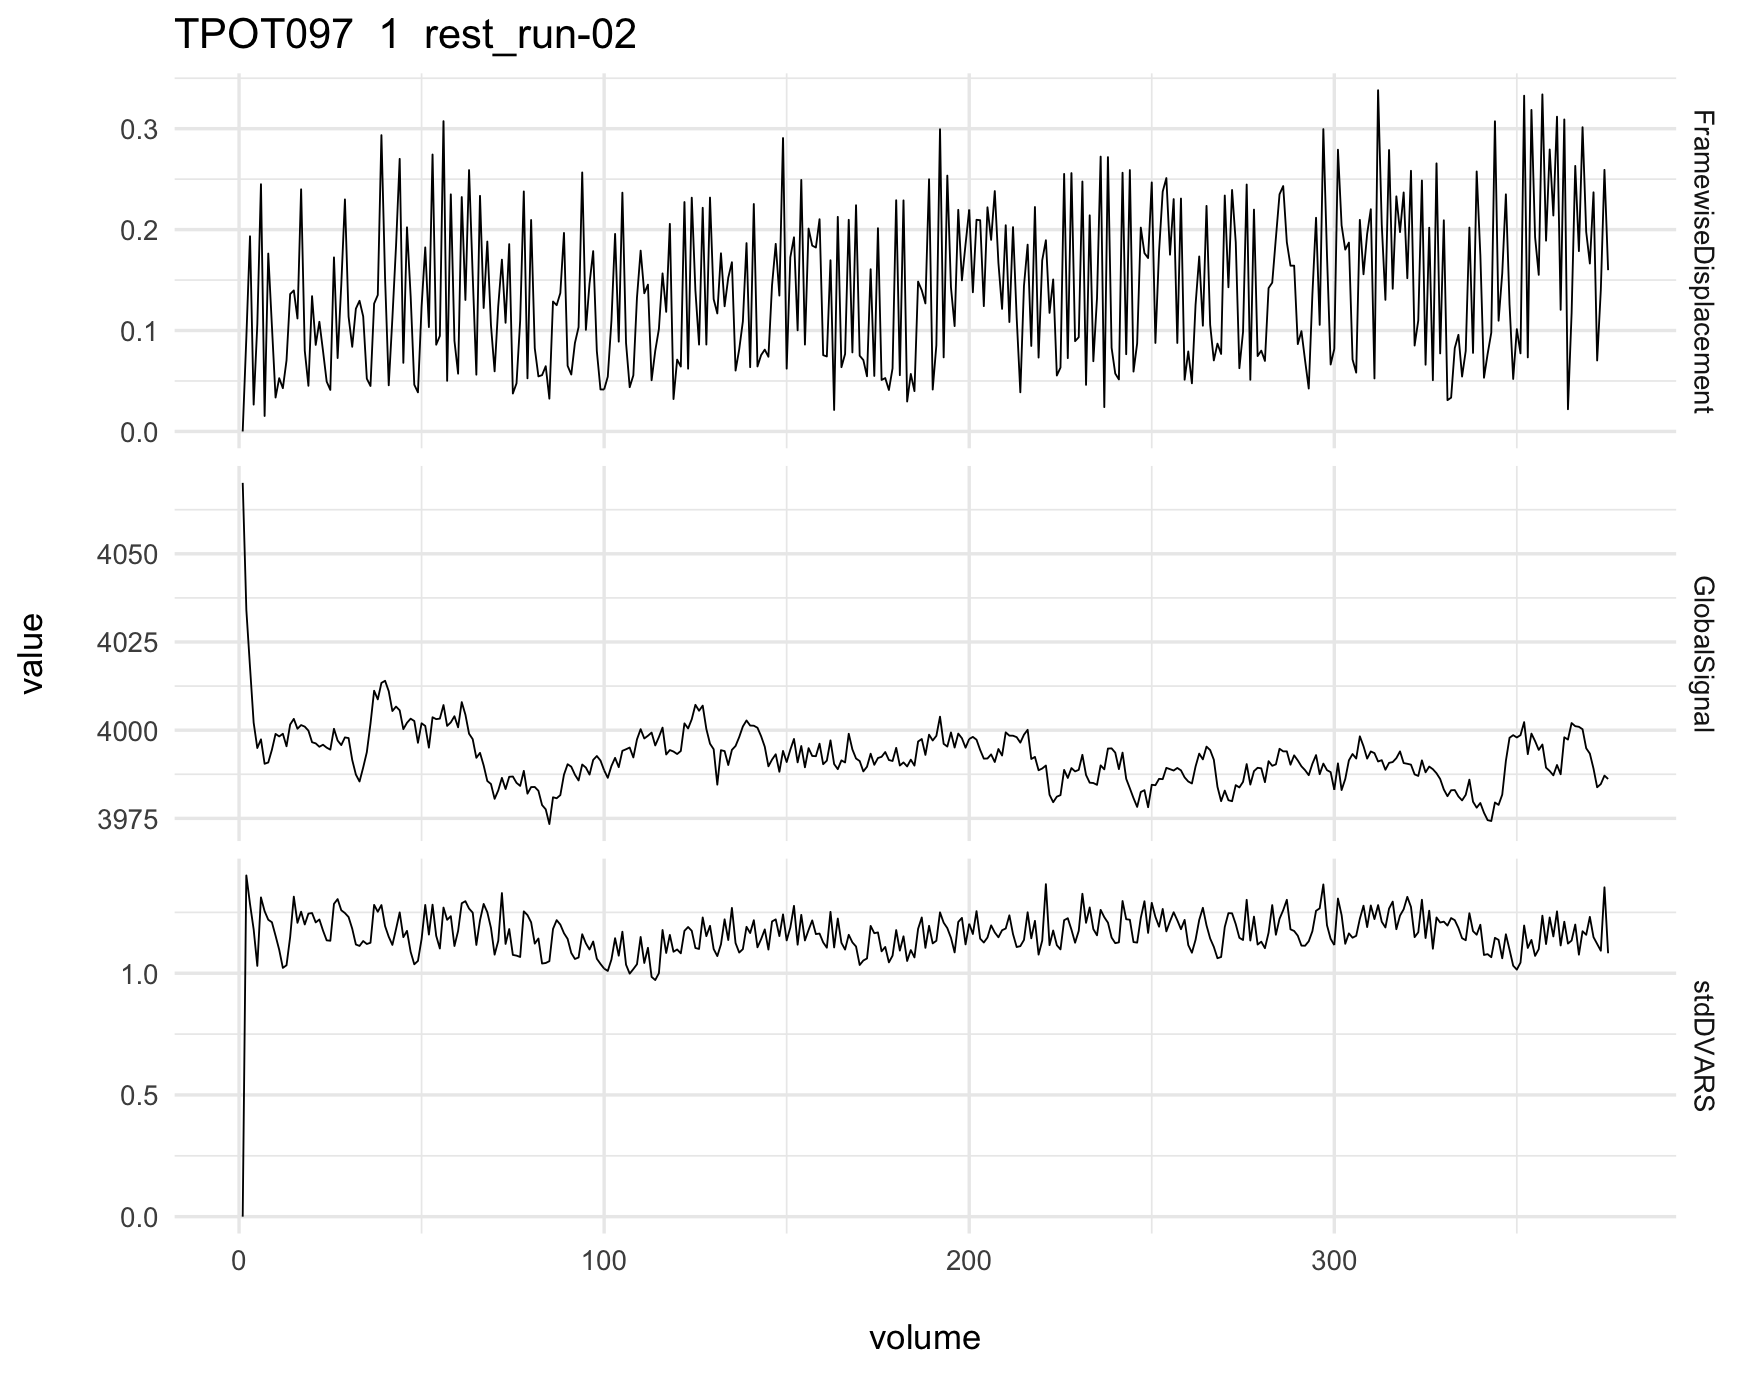 TPOT097 1 rest_run-02
0.3
0.2
0.1
0.0
FramewiseDisplacement
4050
4025
4000
3975
GlobalSignal
value
1.0
0.5
0.0
stdDVARS
0 100 200 300
volume